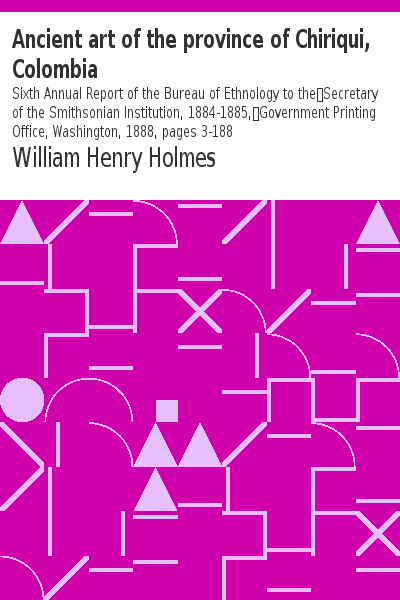 Ancient art of the province of Chiriqui,
Colombia
Sixth Annual Report of the Bureau of Ethnology to the▯Secretary
of the Smithsonian Institution, 1884-1885,▯Government Printing
Office, Washington, 1888, pages 3-188
William Henry Holmes